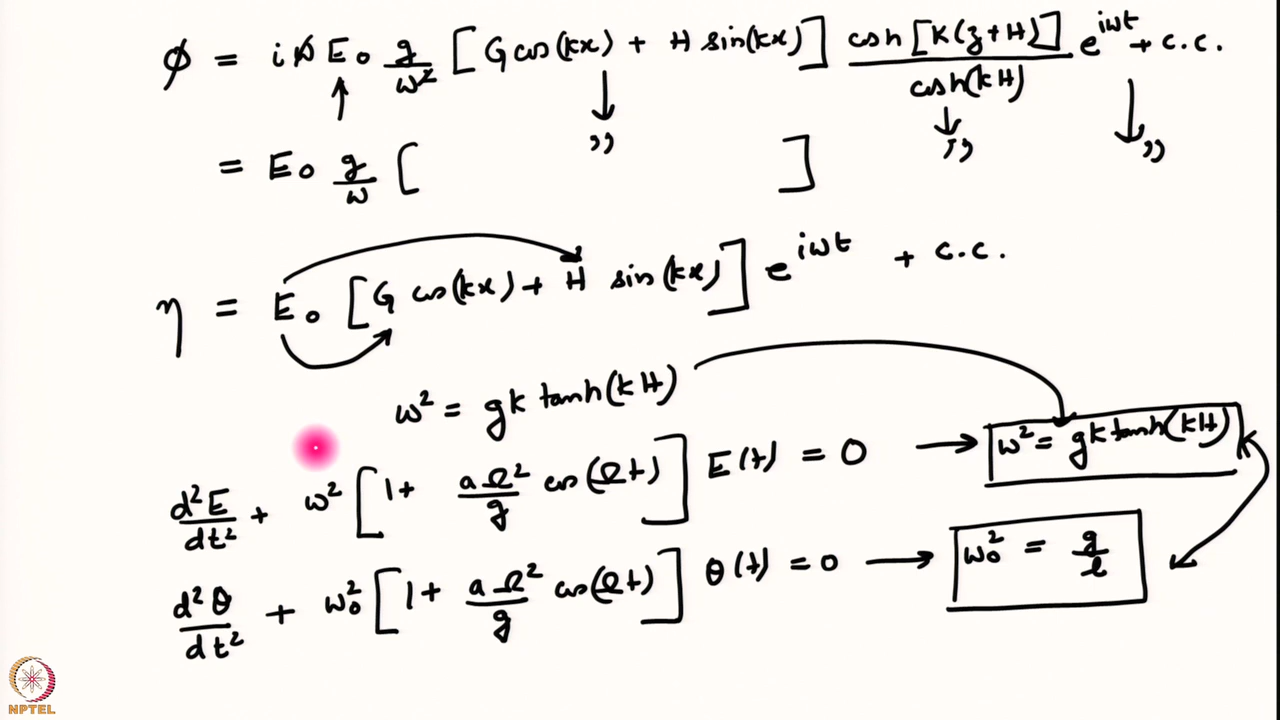 ϕ = i ω E₀ g/ω² [G cos(kx) + H sin(kx)] cosh[k(z+H)]/cosh(kH) e^{iωt} + c.c.
,, ,, ,,
= E₀ g/ω [ ]
η = E₀ [G cos(kx) + H sin(kx)] e^{iωt} + c.c.
ω² = gk tanh(kH)
d²E/dt² + ω² [1 + aΩ²/g cos(Ωt)] E(t) = 0 → ω² = gk tanh(kH)
d²θ/dt² + ω₀² [1 + aΩ²/g cos(Ωt)] θ(t) = 0 → ω₀² = g/l
NPTEL